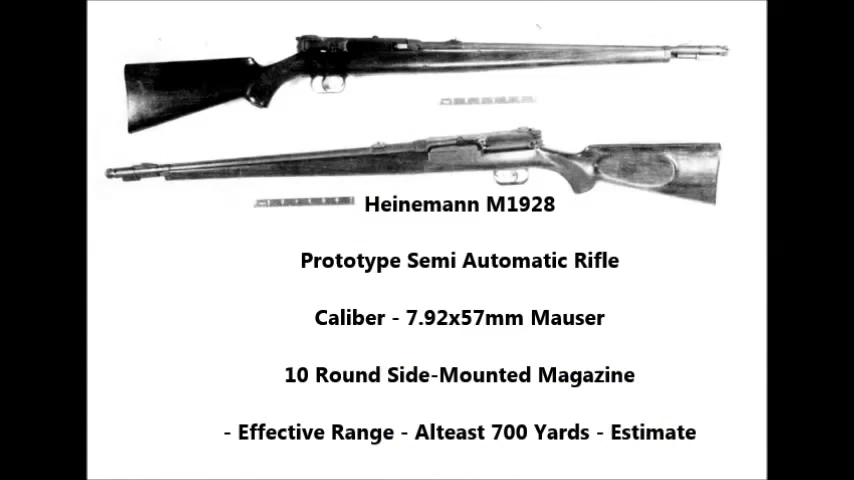 Heinemann M1928
Prototype Semi Automatic Rifle
Caliber - 7.92x57mm Mauser
10 Round Side-Mounted Magazine
- Effective Range - Alteast 700 Yards - Estimate